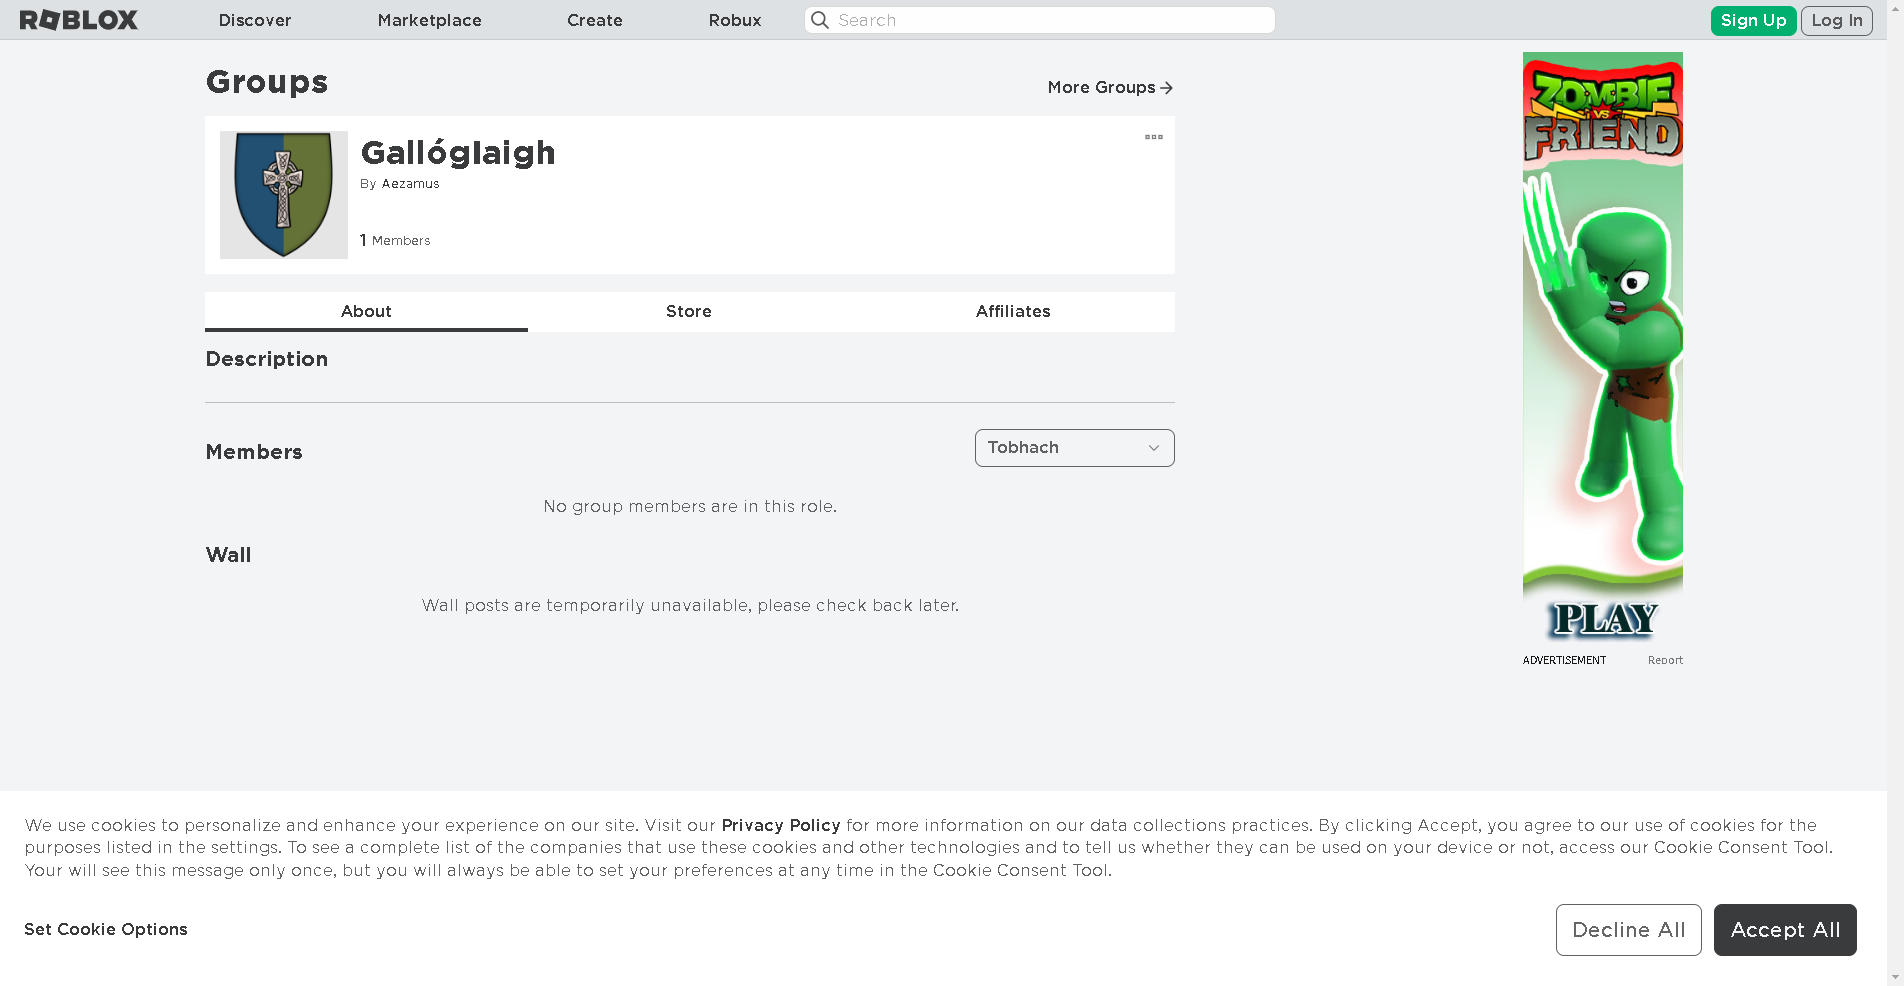 ROBLOX Discover Marketplace Create Robux Search Sign Up Log In
Groups
More Groups
Gallóglaigh
By Aezamus
1 Members
About Store Affiliates
Description
Members
Tobhach
No group members are in this role.
Wall
Wall posts are temporarily unavailable, please check back later.
ZOMBIE
VS
FRIEND
PLAY
ADVERTISEMENT Report
We use cookies to personalize and enhance your experience on our site. Visit our Privacy Policy for more information on our data collections practices. By clicking Accept, you agree to our use of cookies for the
purposes listed in the settings. To see a complete list of the companies that use these cookies and other technologies and to tell us whether they can be used on your device or not, access our Cookie Consent Tool.
Your will see this message only once, but you will always be able to set your preferences at any time in the Cookie Consent Tool.
Set Cookie Options
Decline All
Accept All